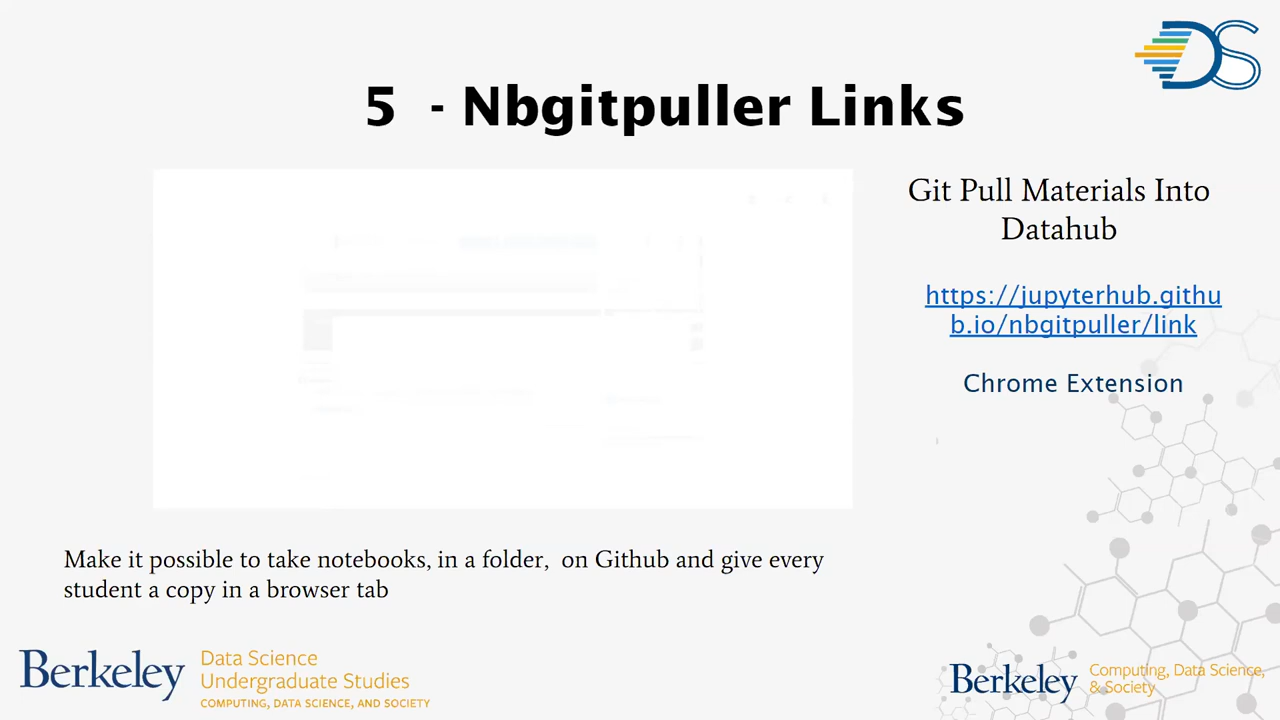 DS
5 - Nbgitpuller Links
Git Pull Materials Into
Datahub
https://jupyterhub.githu
b.io/nbgitpuller/link
Chrome Extension
Make it possible to take notebooks, in a folder, on Github and give every
student a copy in a browser tab
Berkeley
Data Science
Undergraduate Studies
COMPUTING, DATA SCIENCE, AND SOCIETY
Berkeley
Computing, Data Science,
& Society